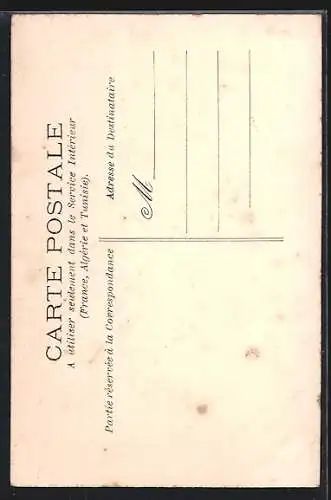 CARTE POSTALE
A utiliser seulement dans le Service Intérieur
(France, Algérie et Tunisie).
Partie réservée à la Correspondance
Adresse du Destinataire
M